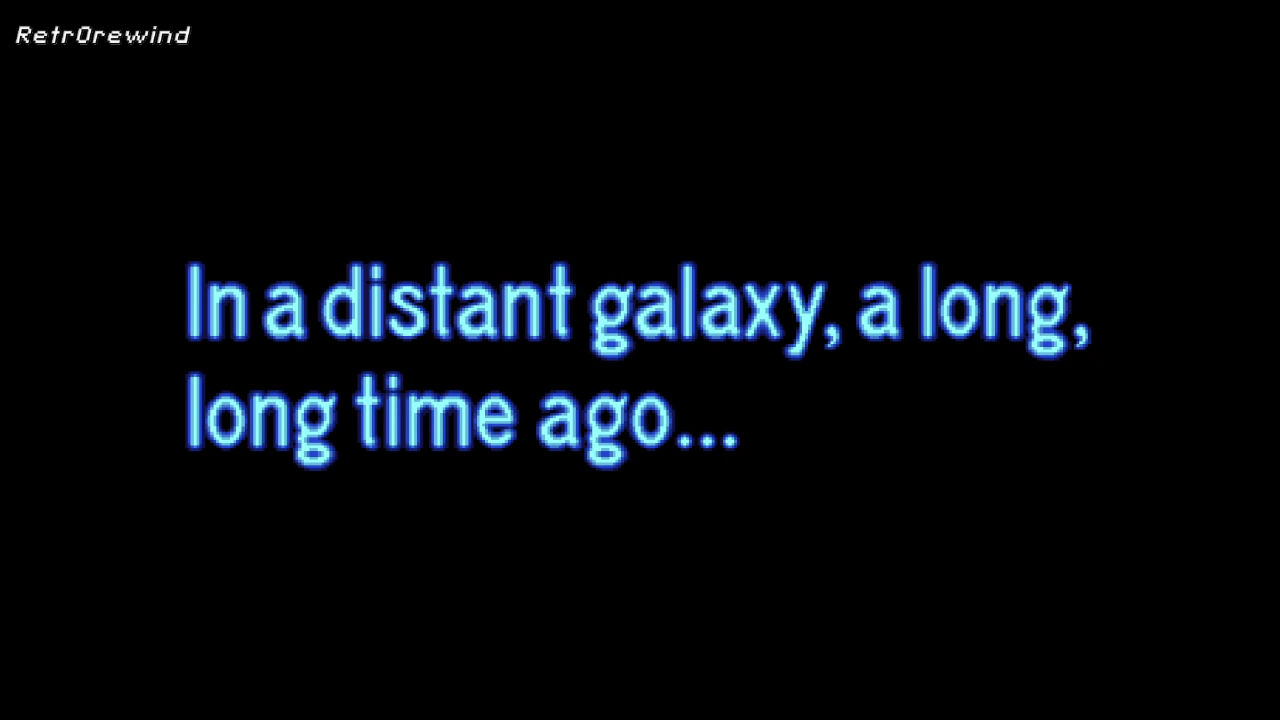 Retr0rewind
In a distant galaxy, a long,
long time ago...